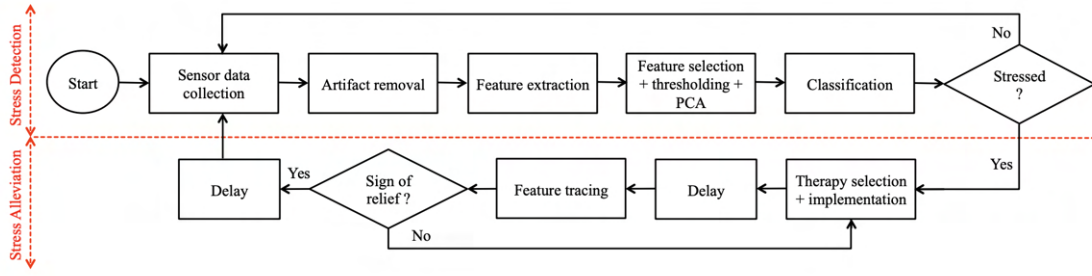 Stress Detection
No
Start
Sensor data
collection
Artifact removal
Feature extraction
Feature selection
+ thresholding +
PCA
Classification
Stressed
?
Stress Alleviation
Delay
Yes
Sign of
relief ?
Feature tracing
Delay
Therapy selection
+ implementation
Yes
No